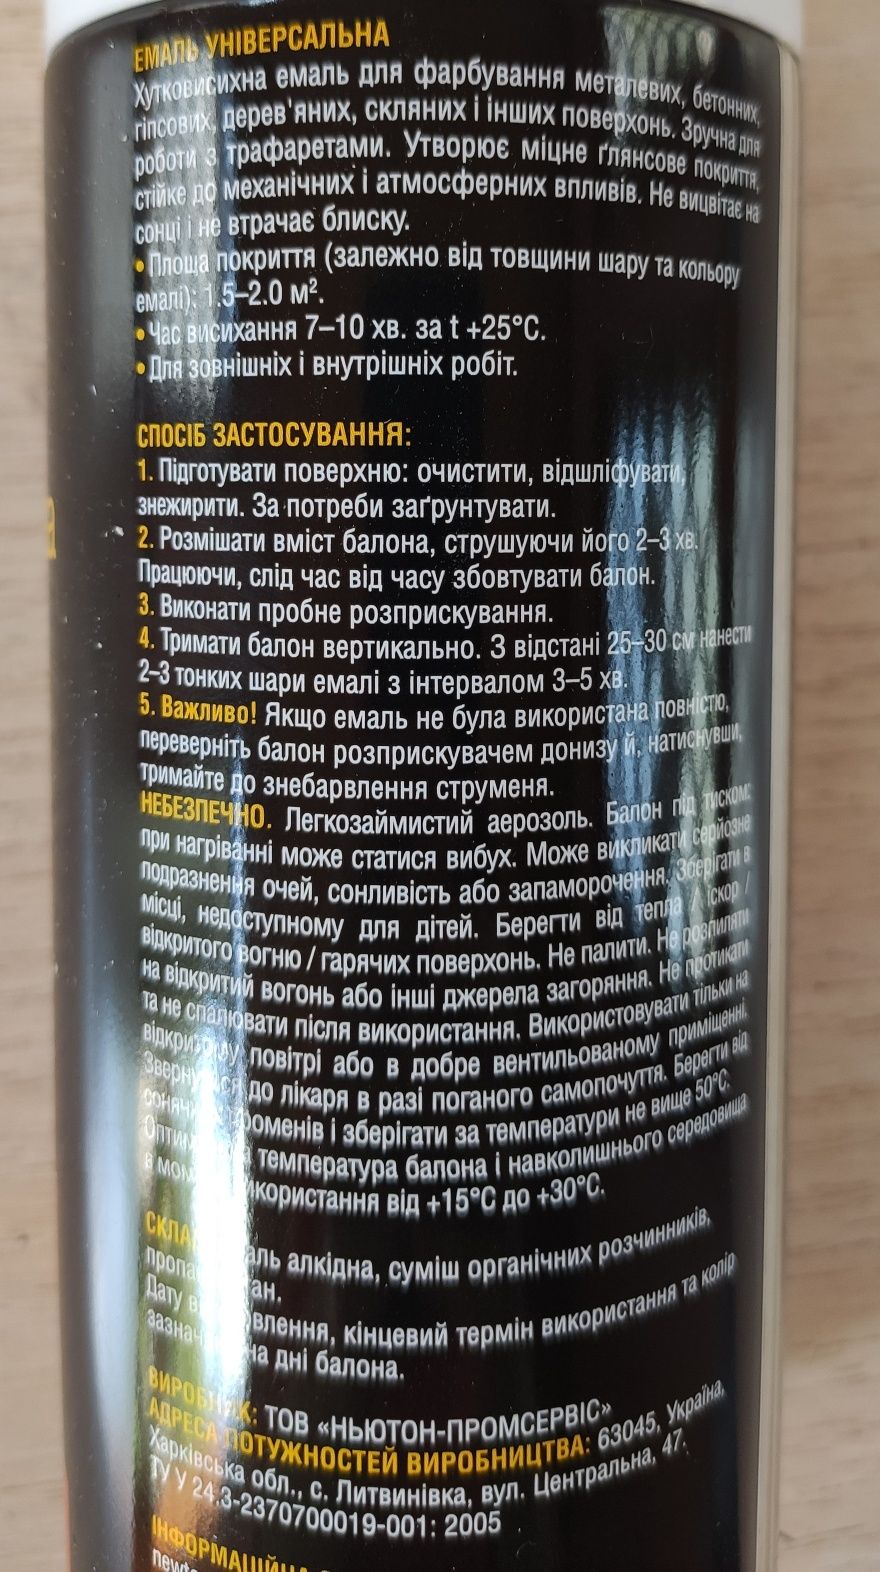 ЕМАЛЬ УНІВЕРСАЛЬНА
Хутковисихна емаль для фарбування металевих, бетонних,
гіпсових, дерев'яних, скляних і інших поверхонь. Зручна для
роботи з трафаретами. Утворює міцне ґлянсове покриття,
стійке до механічних і атмосферних впливів. Не вицвітає на
сонці і не втрачає блиску.
• Площа покриття (залежно від товщини шару та кольору
емалі): 1.5–2.0 м².
• Час висихання 7–10 хв. за t +25°C.
• Для зовнішніх і внутрішніх робіт.
СПОСІБ ЗАСТОСУВАННЯ:
1. Підготувати поверхню: очистити, відшліфувати,
знежирити. За потреби заґрунтувати.
2. Розмішати вміст балона, струшуючи його 2–3 хв.
Працюючи, слід час від часу збовтувати балон.
3. Виконати пробне розприскування.
4. Тримати балон вертикально. З відстані 25–30 см нанести
2–3 тонких шари емалі з інтервалом 3–5 хв.
5. Важливо! Якщо емаль не була використана повністю,
переверніть балон розприскувачем донизу й, натиснувши,
тримайте до знебарвлення струменя.
НЕБЕЗПЕЧНО. Легкозаймистий аерозоль. Балон під тиском:
при нагріванні може статися вибух. Може викликати серйозне
подразнення очей, сонливість або запаморочення. Зберігати в
місці, недоступному для дітей. Берегти від тепла / іскор /
відкритого вогню / гарячих поверхонь. Не палити. Не розпиляти
на відкритий вогонь або інші джерела загоряння. Не протикати
та не спалювати після використання. Використовувати тільки на
повітрі або в добре вентильованому приміщенні.
до лікаря в разі поганого самопочуття. Берегти від
оменів і зберігати за температури не вище 50°C.
температура балона і навколишнього середовища
користання від +15°C до +30°C.
СКЛА аль алкідна, суміш органічних розчинників,
пропа ан.
Дату в влення, кінцевий термін використання та колір
зазнач на дні балона.
ВИРОБНИК: ТОВ «НЬЮТОН-ПРОМСЕРВІС»
АДРЕСА ПОТУЖНОСТЕЙ ВИРОБНИЦТВА: 63045, Україна,
Харківська обл., с. Литвинівка, вул. Центральна, 47.
ТУ У 24.3-2370700019-001: 2005